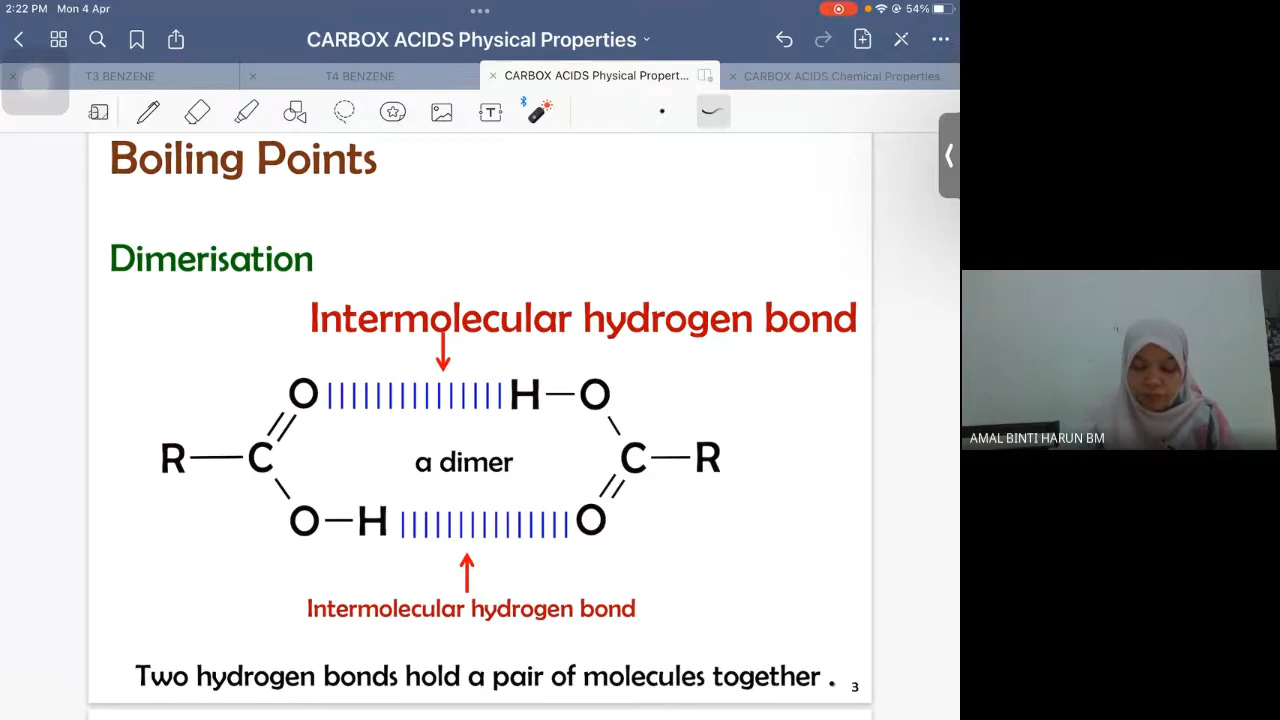 2:22 PM Mon 4 Apr
54%
CARBOX ACIDS Physical Properties
T3 BENZENE
T4 BENZENE
CARBOX ACIDS Physical Propert...
CARBOX ACIDS Chemical Properties
T
Boiling Points
Dimerisation
Intermolecular hydrogen bond
O H—O
R—C a dimer C—R
O—H O
Intermolecular hydrogen bond
Two hydrogen bonds hold a pair of molecules together .
3
AMAL BINTI HARUN BM